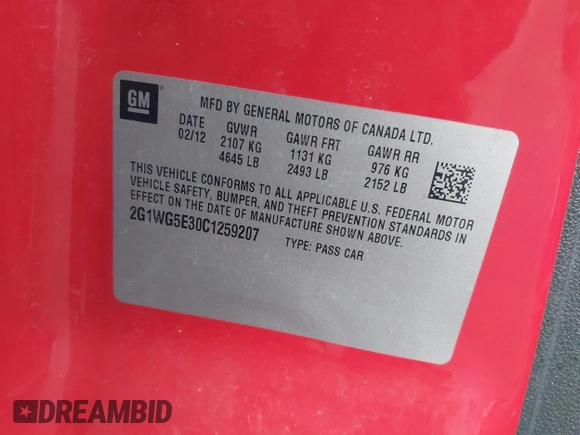 GM
MFD BY GENERAL MOTORS OF CANADA LTD.
DATE GVWR GAWR FRT GAWR RR
02/12 2107 KG 1131 KG 976 KG
4645 LB 2493 LB 2152 LB
THIS VEHICLE CONFORMS TO ALL APPLICABLE U.S. FEDERAL MOTOR
VEHICLE SAFETY, BUMPER, AND THEFT PREVENTION STANDARDS IN
EFFECT ON THE DATE OF MANUFACTURE SHOWN ABOVE.
2G1WG5E30C1259207 TYPE: PASS CAR
DREAMBID